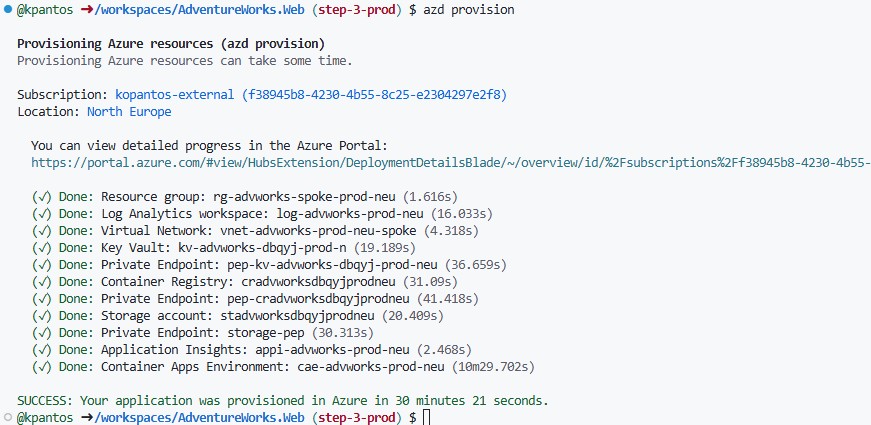 @kpantos ➜/workspaces/AdventureWorks.Web (step-3-prod) $ azd provision
Provisioning Azure resources (azd provision)
Provisioning Azure resources can take some time.
Subscription: kopantos-external (f38945b8-4230-4b55-8c25-e2304297e2f8)
Location: North Europe
You can view detailed progress in the Azure Portal:
https://portal.azure.com/#view/HubsExtension/DeploymentDetailsBlade/~/overview/id/%2Fsubscriptions%2Ff38945b8-4230-4b55-
(✓) Done: Resource group: rg-advworks-spoke-prod-neu (1.616s)
(✓) Done: Log Analytics workspace: log-advworks-prod-neu (16.033s)
(✓) Done: Virtual Network: vnet-advworks-prod-neu-spoke (4.318s)
(✓) Done: Key Vault: kv-advworks-dbqyj-prod-n (19.189s)
(✓) Done: Private Endpoint: pep-kv-advworks-dbqyj-prod-neu (36.659s)
(✓) Done: Container Registry: cradvworksdbqyjprodneu (31.09s)
(✓) Done: Private Endpoint: pep-cradvworksdbqyjprodneu (41.418s)
(✓) Done: Storage account: stadvworksdbqyjprodneu (20.409s)
(✓) Done: Private Endpoint: storage-pep (30.313s)
(✓) Done: Application Insights: appi-advworks-prod-neu (2.468s)
(✓) Done: Container Apps Environment: cae-advworks-prod-neu (10m29.702s)
SUCCESS: Your application was provisioned in Azure in 30 minutes 21 seconds.
@kpantos ➜/workspaces/AdventureWorks.Web (step-3-prod) $